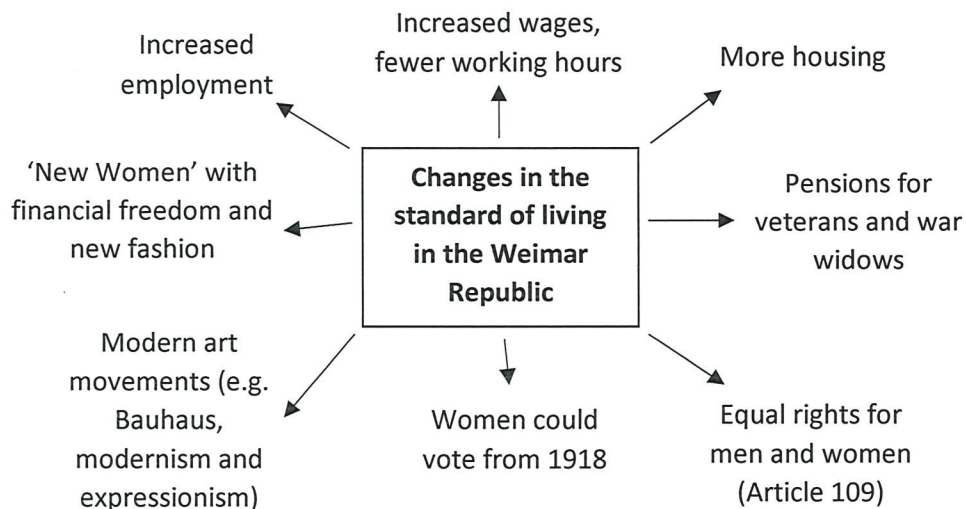 Increased
employment
Increased wages,
fewer working hours
More housing
'New Women' with
financial freedom and
new fashion
Changes in the
standard of living
in the Weimar
Republic
Pensions for
veterans and war
widows
Modern art
movements (e.g.
Bauhaus,
modernism and
expressionism)
Women could
vote from 1918
Equal rights for
men and women
(Article 109)